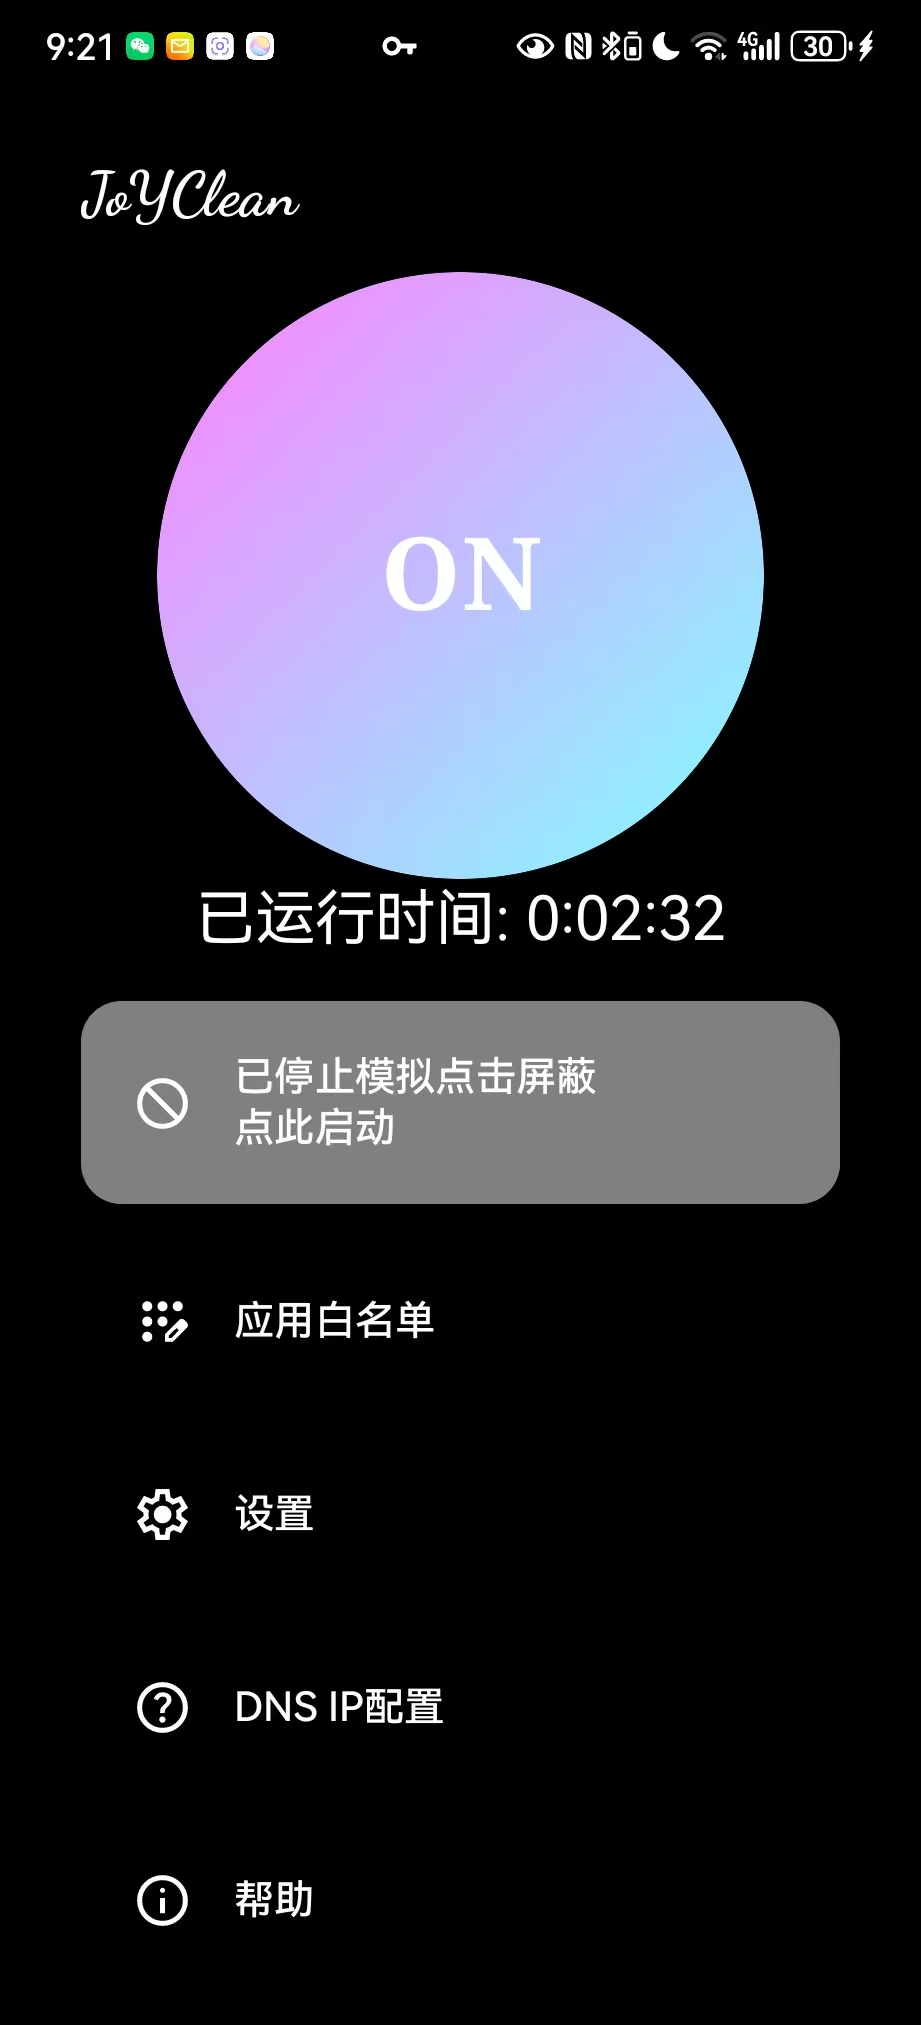 9:21
4G
30
JoYClean
ON
已运行时间: 0:02:32
已停止模拟点击屏蔽
点此启动
应用白名单
设置
DNS IP配置
帮助